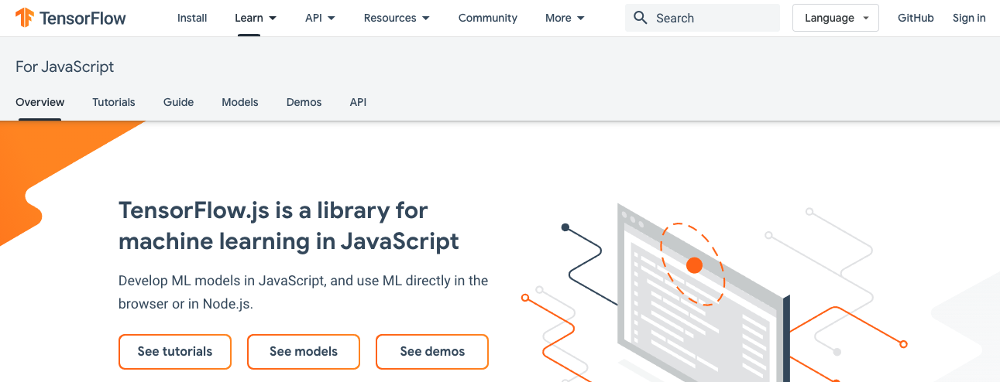 TensorFlow Install Learn API Resources Community More Search Language GitHub Sign in
For JavaScript
Overview Tutorials Guide Models Demos API
TensorFlow.js is a library for
machine learning in JavaScript
Develop ML models in JavaScript, and use ML directly in the
browser or in Node.js.
See tutorials See models See demos